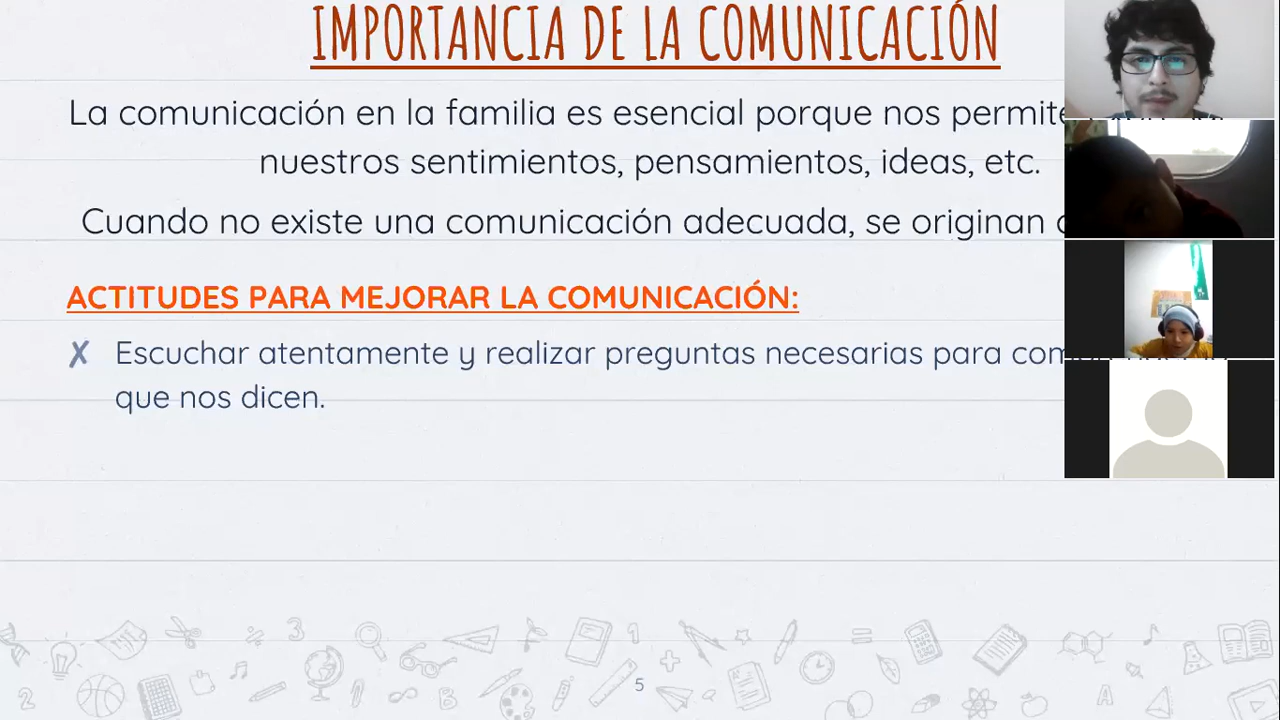 IMPORTANCIA DE LA COMUNICACIÓN
La comunicación en la familia es esencial porque nos permite
nuestros sentimientos, pensamientos, ideas, etc.
Cuando no existe una comunicación adecuada, se originan
ACTITUDES PARA MEJORAR LA COMUNICACIÓN:
✗ Escuchar atentamente y realizar preguntas necesarias para
que nos dicen.
5